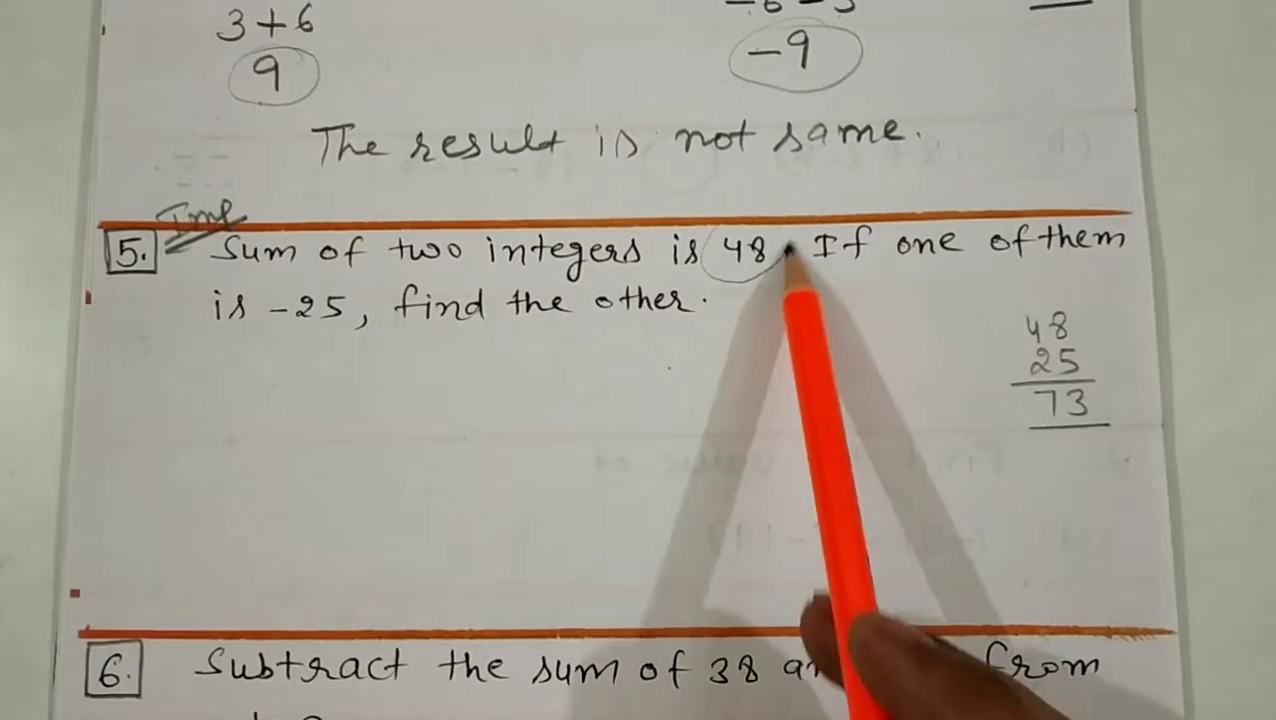 3+6
9
-9
The result is not same.
Imp
5. Sum of two integers is 48. If one of them
is -25, find the other.
48
25
73
6. Subtract the sum of 38 from